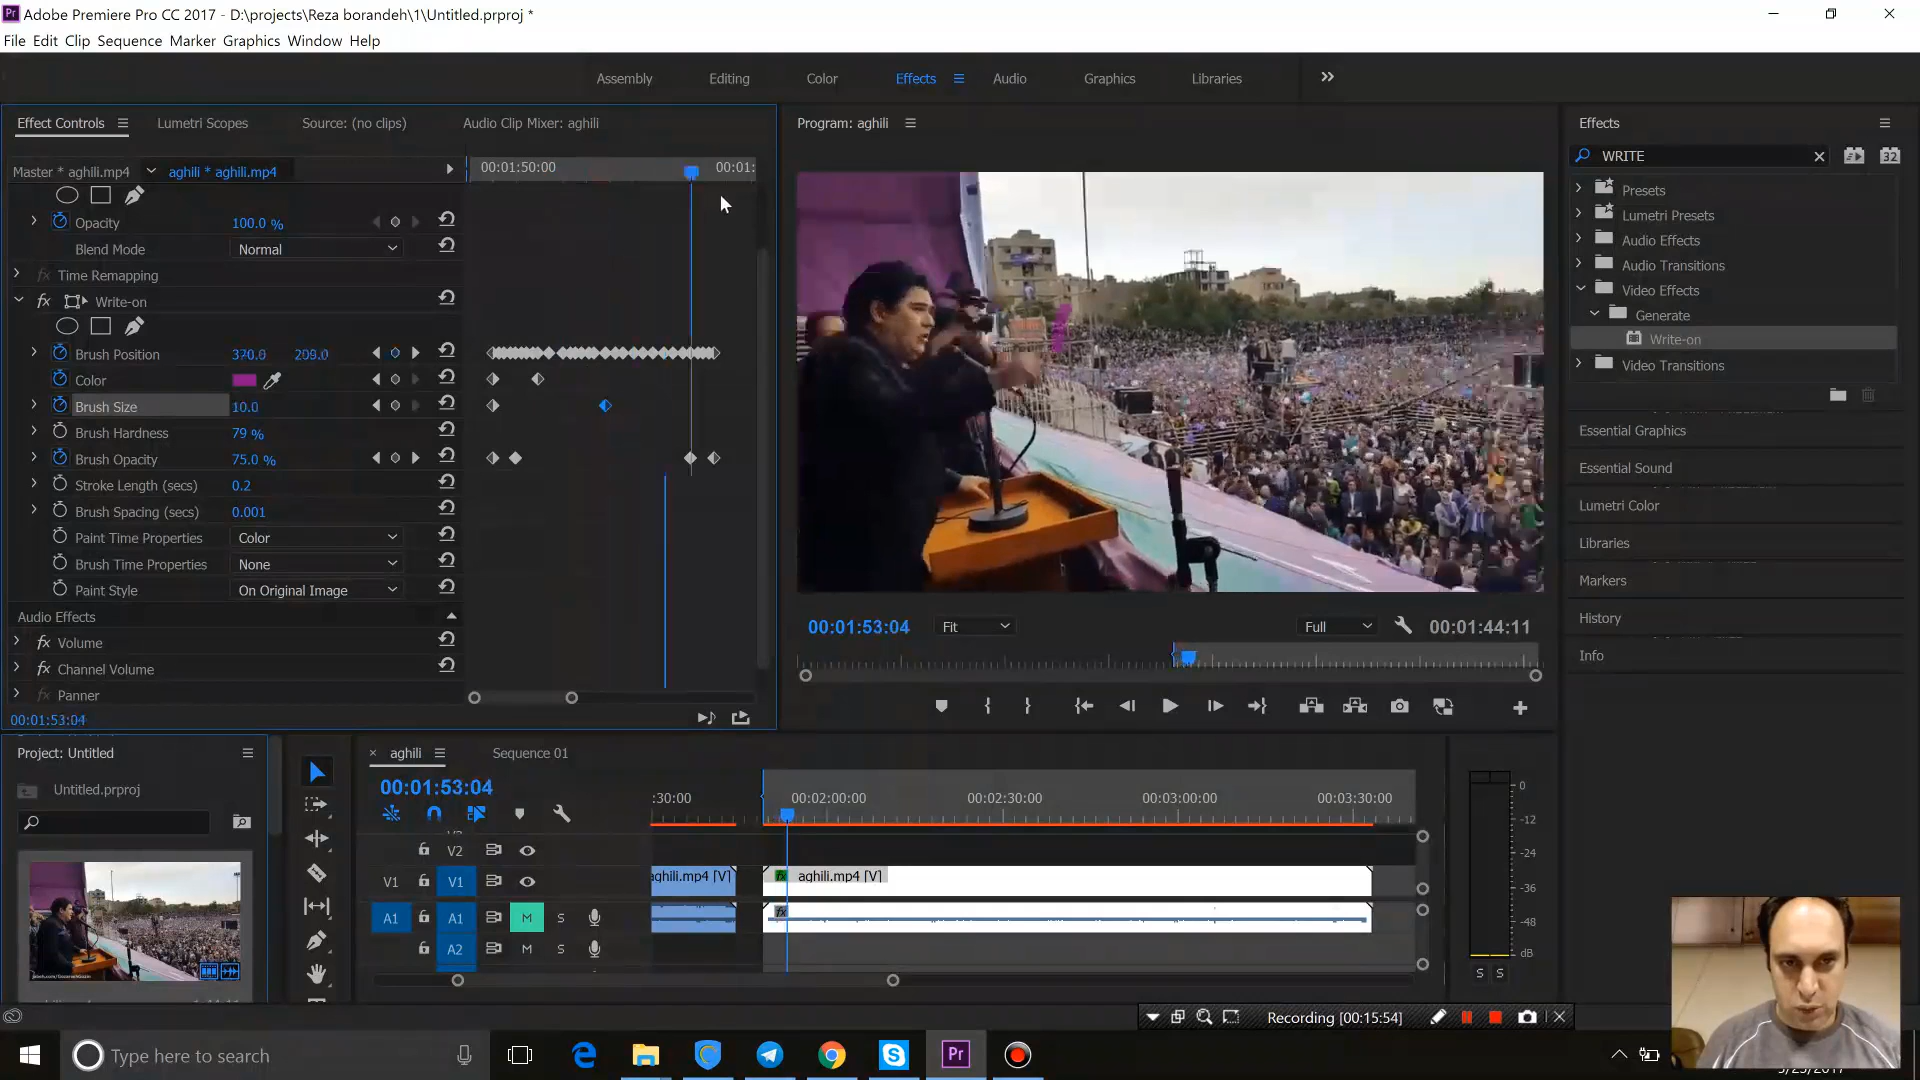 Adobe Premiere Pro CC 2017 - D:\projects\Reza borandeh\1\Untitled.prproj *
File Edit Clip Sequence Marker Graphics Window Help
Assembly Editing Color Effects Audio Graphics Libraries
Effect Controls Lumetri Scopes Source: (no clips) Audio Clip Mixer: aghili
Master * aghili.mp4 aghili * aghili.mp4
00:01:50:00 00:01:
Opacity 100.0 %
Blend Mode Normal
fx Time Remapping
fx Write-on
Brush Position 370.0 209.0
Color
Brush Size 10.0
Brush Hardness 79 %
Brush Opacity 75.0 %
Stroke Length (secs) 0.2
Brush Spacing (secs) 0.001
Paint Time Properties Color
Brush Time Properties None
Paint Style On Original Image
Audio Effects
fx Volume
fx Channel Volume
fx Panner
00:01:53:04
Program: aghili
00:01:53:04 Fit Full 00:01:44:11
Effects
WRITE
32
Presets
Lumetri Presets
Audio Effects
Audio Transitions
Video Effects
Generate
Write-on
Video Transitions
Essential Graphics
Essential Sound
Lumetri Color
Libraries
Markers
History
Info
Project: Untitled
Untitled.prproj
× aghili Sequence 01
00:01:53:04
:30:00 00:02:00:00 00:02:30:00 00:03:00:00 00:03:30:00
V2
V1 V1 aghili.mp4 [V] fx aghili.mp4 [V]
A1 A1 M S fx
A2 M S
0
-12
-24
-36
-48
dB
S S
Recording [00:15:54]
Type here to search
Pr